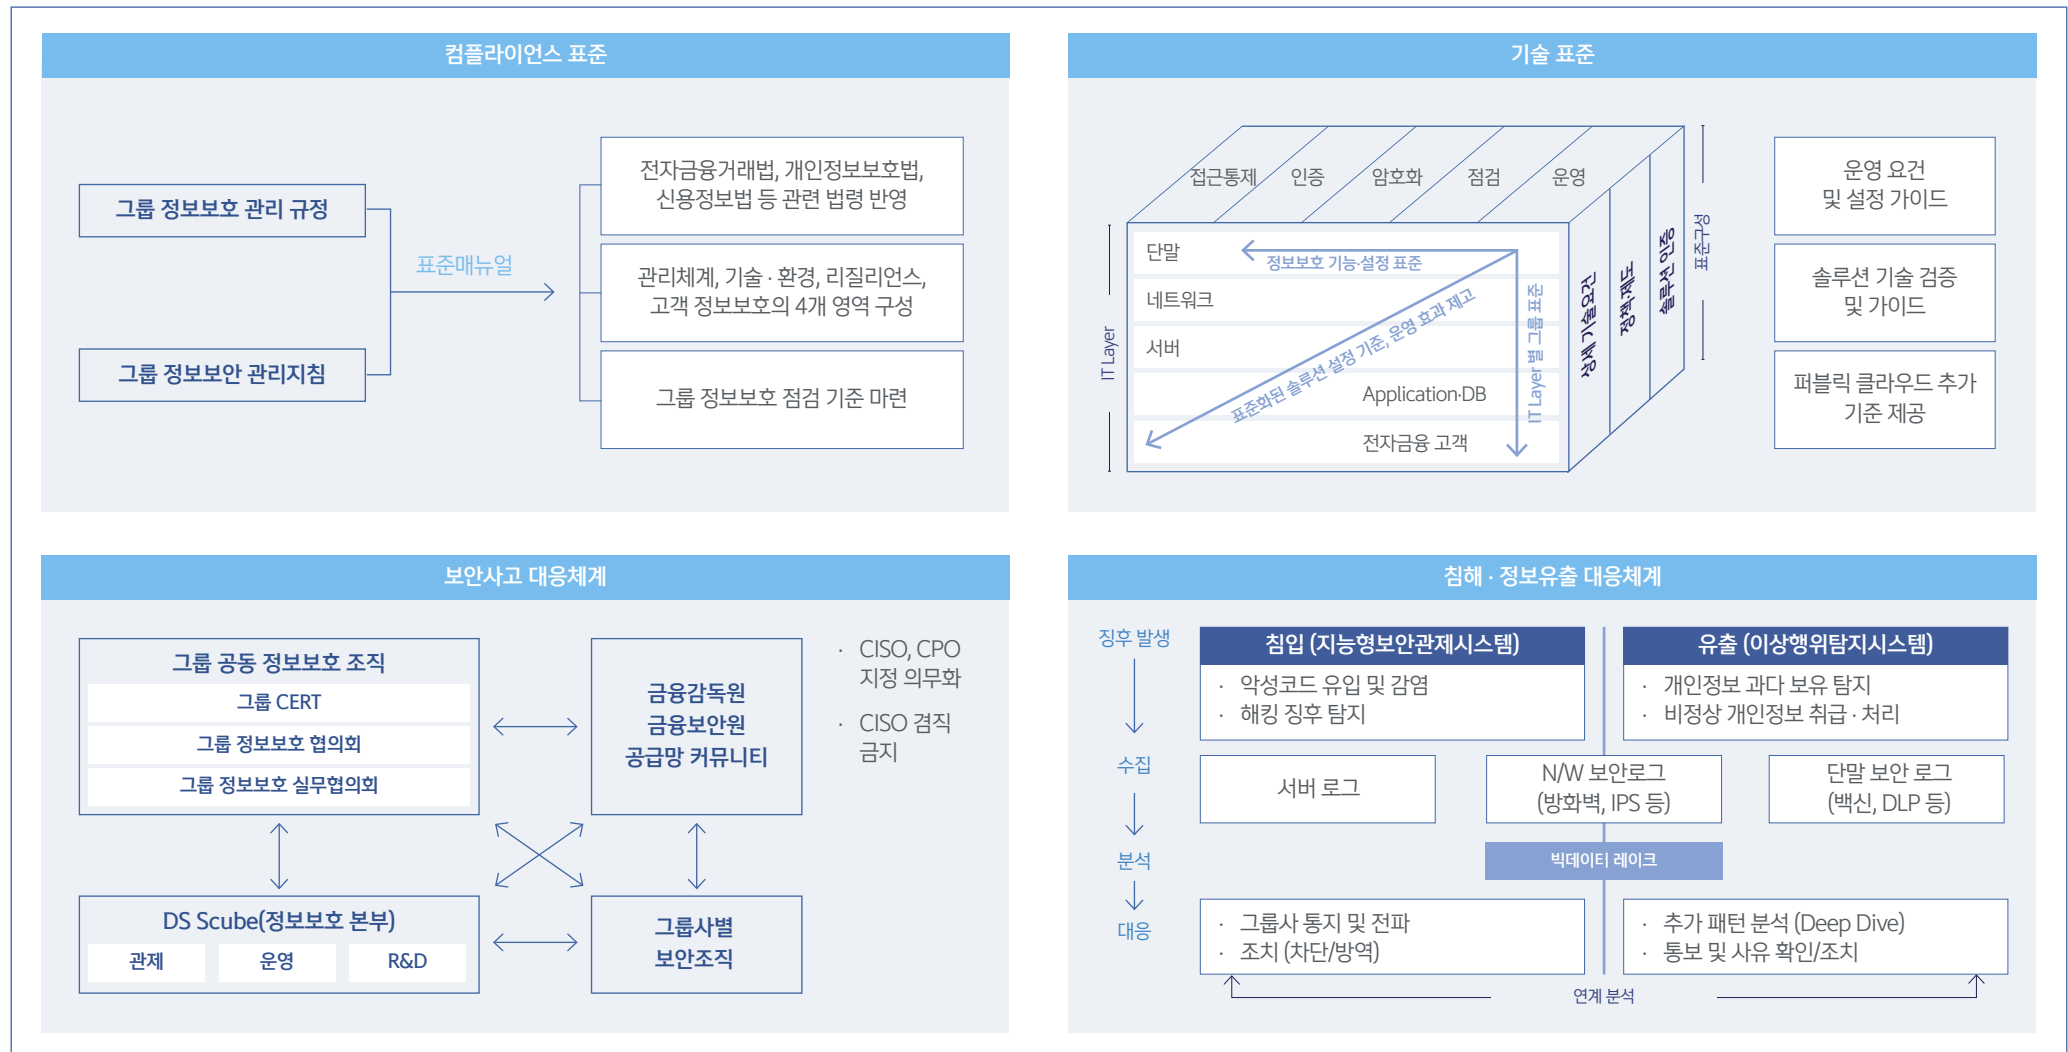 컴플라이언스 표준
그룹 정보보호 관리 규정
그룹 정보보안 관리지침
표준매뉴얼
전자금융거래법, 개인정보보호법,
신용정보법 등 관련 법령 반영
관리체계, 기술 · 환경, 리질리언스,
고객 정보보호의 4개 영역 구성
그룹 정보보호 점검 기준 마련
기술 표준
접근통제
인증
암호화
점검
운영
IT Layer
단말
네트워크
서버
Application·DB
전자금융 고객
정보보호 기능·설정 표준
표준화된 솔루션 설정 기준, 운영 효과 제고
IT Layer 별 그룹 표준
상세 기술요건
정책·제도
솔루션 인증
표준구성
운영 요건
및 설정 가이드
솔루션 기술 검증
및 가이드
퍼블릭 클라우드 추가
기준 제공
보안사고 대응체계
그룹 공동 정보보호 조직
그룹 CERT
그룹 정보보호 협의회
그룹 정보보호 실무협의회
금융감독원
금융보안원
공급망 커뮤니티
· CISO, CPO
지정 의무화
· CISO 겸직
금지
DS Scube(정보보호 본부)
관제
운영
R&D
그룹사별
보안조직
침해 · 정보유출 대응체계
징후 발생
수집
분석
대응
침입 (지능형보안관제시스템)
· 악성코드 유입 및 감염
· 해킹 징후 탐지
유출 (이상행위탐지시스템)
· 개인정보 과다 보유 탐지
· 비정상 개인정보 취급 · 처리
서버 로그
N/W 보안로그
(방화벽, IPS 등)
단말 보안 로그
(백신, DLP 등)
빅데이티 레이크
· 그룹사 통지 및 전파
· 조치 (차단/방역)
· 추가 패턴 분석 (Deep Dive)
· 통보 및 사유 확인/조치
연계 분석